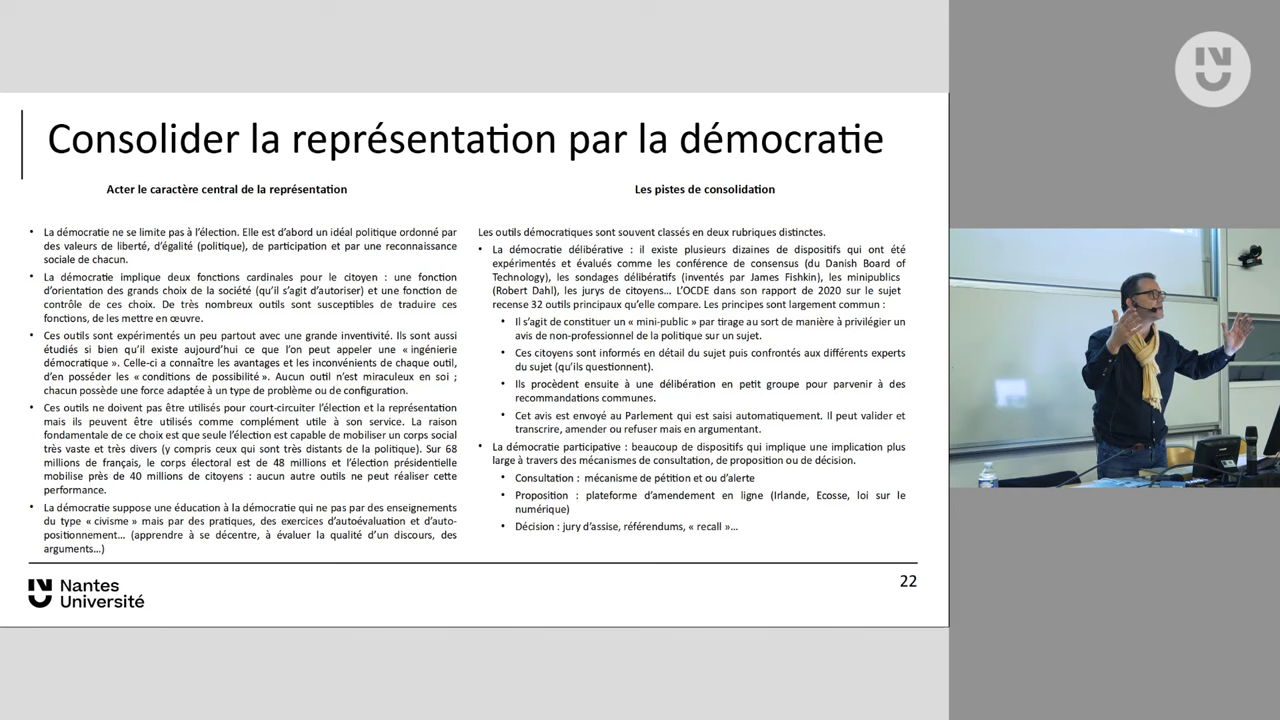 Consolider la représentation par la démocratie
Acter le caractère central de la représentation
• La démocratie ne se limite pas à l'élection. Elle est d'abord un idéal politique ordonné par
des valeurs de liberté, d'égalité (politique), de participation et par une reconnaissance
sociale de chacun.
• La démocratie implique deux fonctions cardinales pour le citoyen : une fonction
d'orientation des grands choix de la société (qu'il s'agit d'autoriser) et une fonction de
contrôle de ces choix. De très nombreux outils sont susceptibles de traduire ces
fonctions, de les mettre en œuvre.
• Ces outils sont expérimentés un peu partout avec une grande inventivité. Ils sont aussi
étudiés si bien qu'il existe aujourd'hui ce que l'on peut appeler une « ingénierie
démocratique ». Celle-ci a connaître les avantages et les inconvénients de chaque outil,
d'en posséder les « conditions de possibilité ». Aucun outil n'est miraculeux en soi ;
chacun possède une force adaptée à un type de problème ou de configuration.
• Ces outils ne doivent pas être utilisés pour court-circuiter l'élection et la représentation
mais ils peuvent être utilisés comme complément utile à son service. La raison
fondamentale de ce choix est que seule l'élection est capable de mobiliser un corps social
très vaste et très divers (y compris ceux qui sont très distants de la politique). Sur 68
millions de français, le corps électoral est de 48 millions et l'élection présidentielle
mobilise près de 40 millions de citoyens : aucun autre outils ne peut réaliser cette
performance.
• La démocratie suppose une éducation à la démocratie qui ne pas par des enseignements
du type « civisme » mais par des pratiques, des exercices d'autoévaluation et d'auto-
positionnement... (apprendre à se décentre, à évaluer la qualité d'un discours, des
arguments...)
Les pistes de consolidation
Les outils démocratiques sont souvent classés en deux rubriques distinctes.
• La démocratie délibérative : il existe plusieurs dizaines de dispositifs qui ont été
expérimentés et évalués comme les conférence de consensus (du Danish Board of
Technology), les sondages délibératifs (inventés par James Fishkin), les minipublics
(Robert Dahl), les jurys de citoyens... L'OCDE dans son rapport de 2020 sur le sujet
recense 32 outils principaux qu'elle compare. Les principes sont largement commun :
• Il s'agit de constituer un « mini-public » par tirage au sort de manière à privilégier un
avis de non-professionnel de la politique sur un sujet.
• Ces citoyens sont informés en détail du sujet puis confrontés aux différents experts
du sujet (qu'ils questionnent).
• Ils procèdent ensuite à une délibération en petit groupe pour parvenir à des
recommandations communes.
• Cet avis est envoyé au Parlement qui est saisi automatiquement. Il peut valider et
transcrire, amender ou refuser mais en argumentant.
• La démocratie participative : beaucoup de dispositifs qui implique une implication plus
large à travers des mécanismes de consultation, de proposition ou de décision.
• Consultation : mécanisme de pétition et ou d'alerte
• Proposition : plateforme d'amendement en ligne (Irlande, Ecosse, loi sur le
numérique)
• Décision : jury d'assise, référendums, « recall »...
Nantes
Université
22